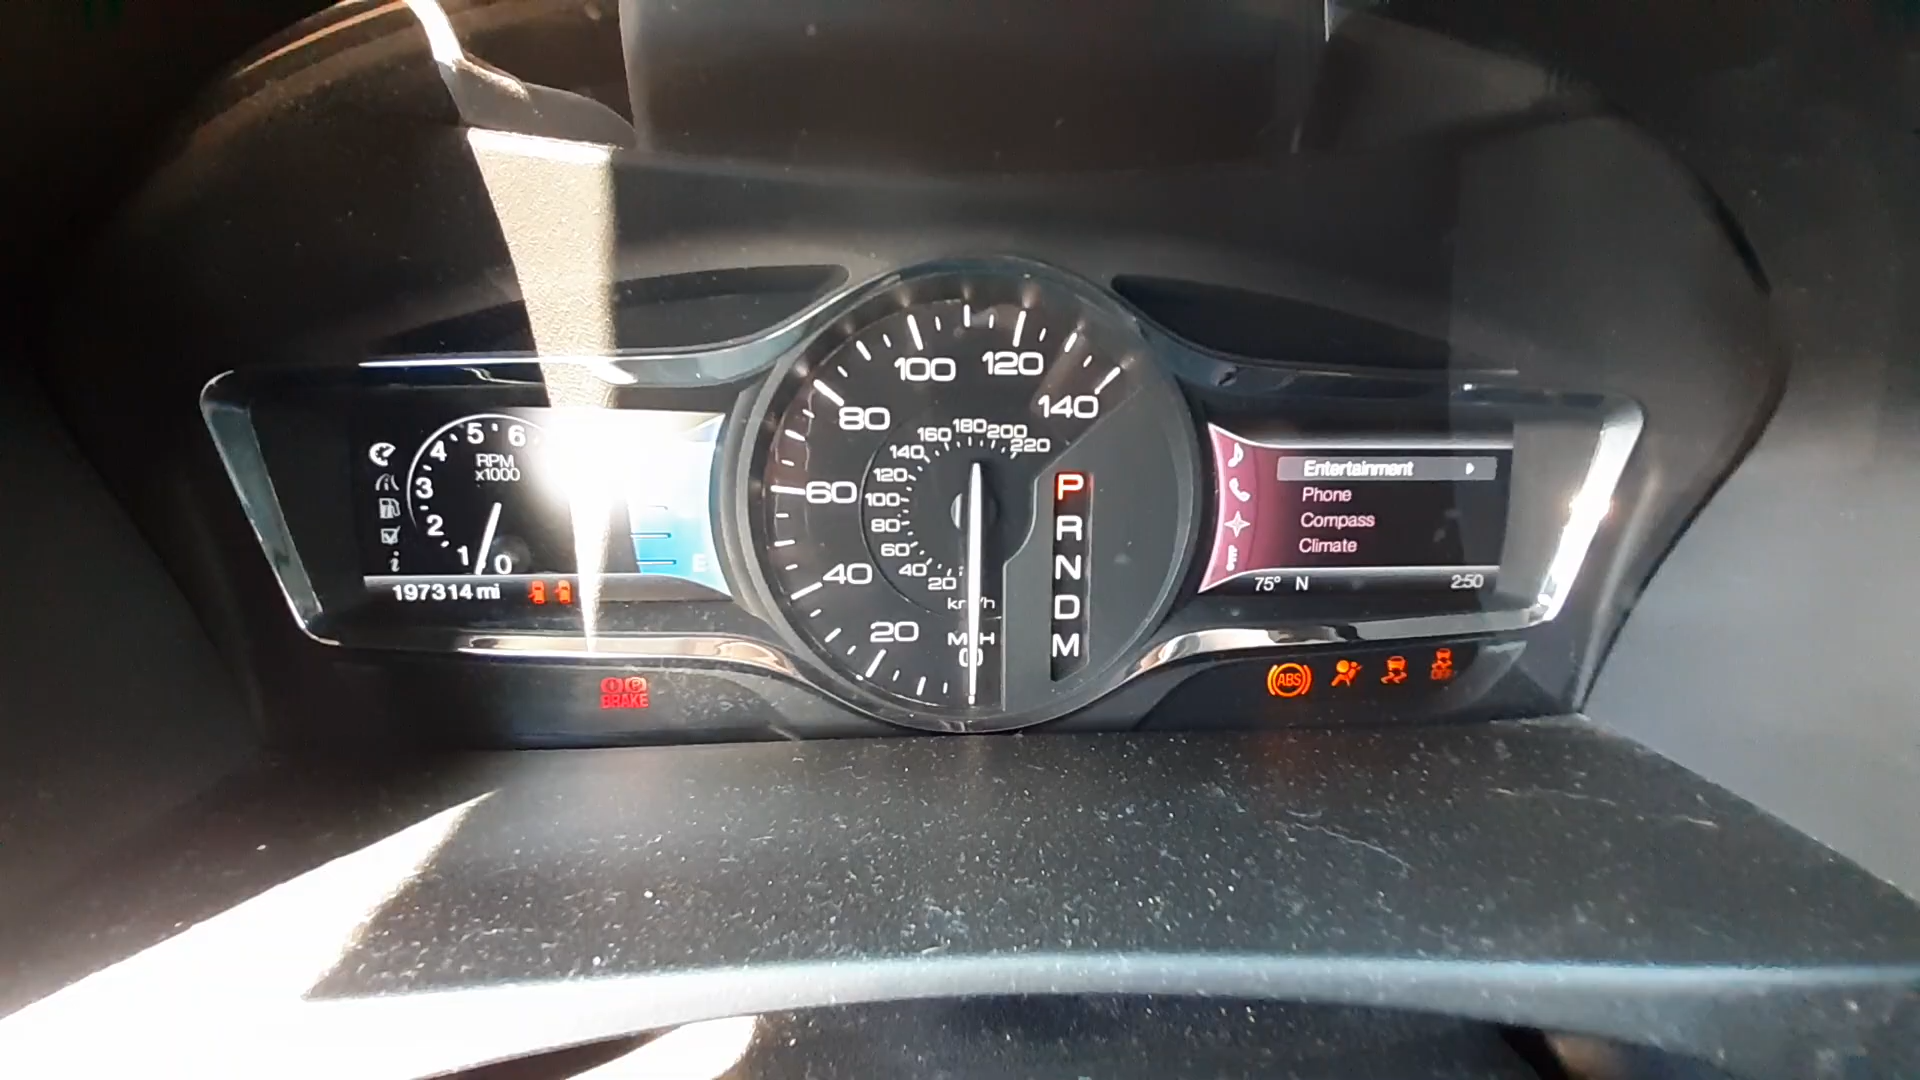 6
5
4
3
2
1
0
RPM
x1000
E
197314 mi
BRAKE
ABS
OFF
20
40
60
80
100
120
140
20
40
60
80
100
120
140
160
180
200
220
km/h
MPH
P
R
N
D
M
Entertainment
Phone
Compass
Climate
75° N 2:50